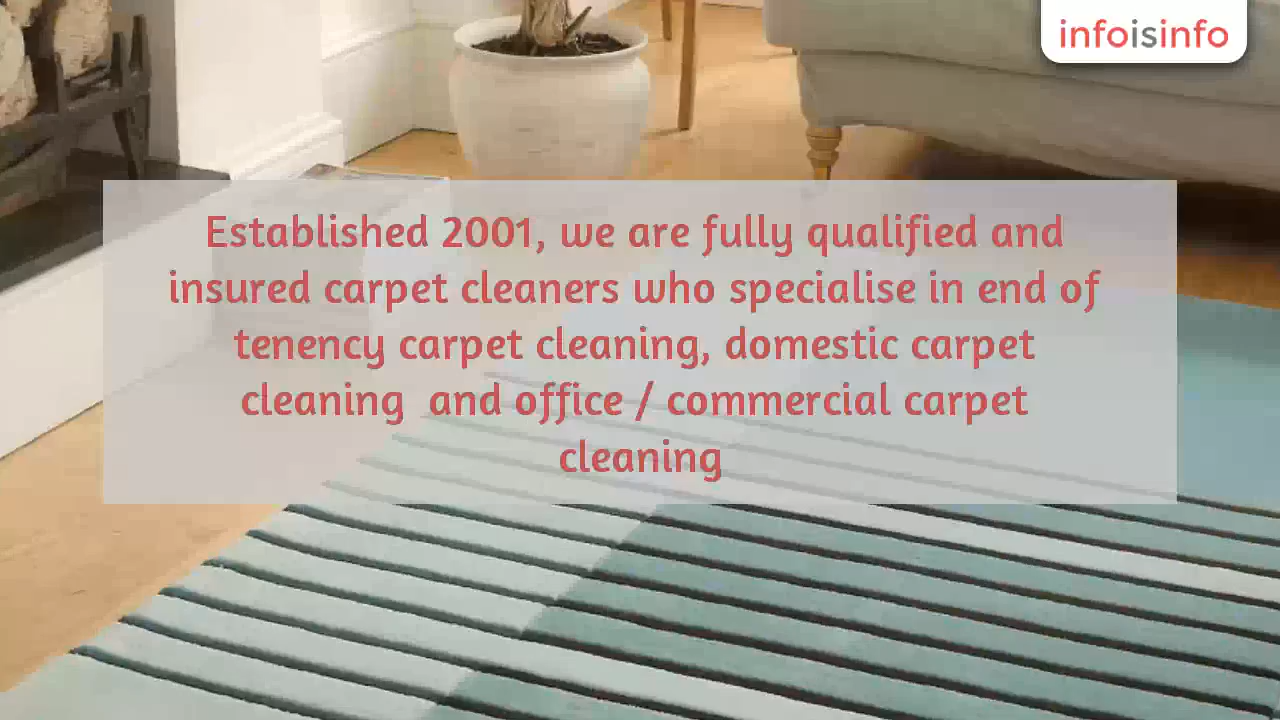 infoisinfo
Established 2001, we are fully qualified and
insured carpet cleaners who specialise in end of
tenency carpet cleaning, domestic carpet
cleaning  and office / commercial carpet
cleaning